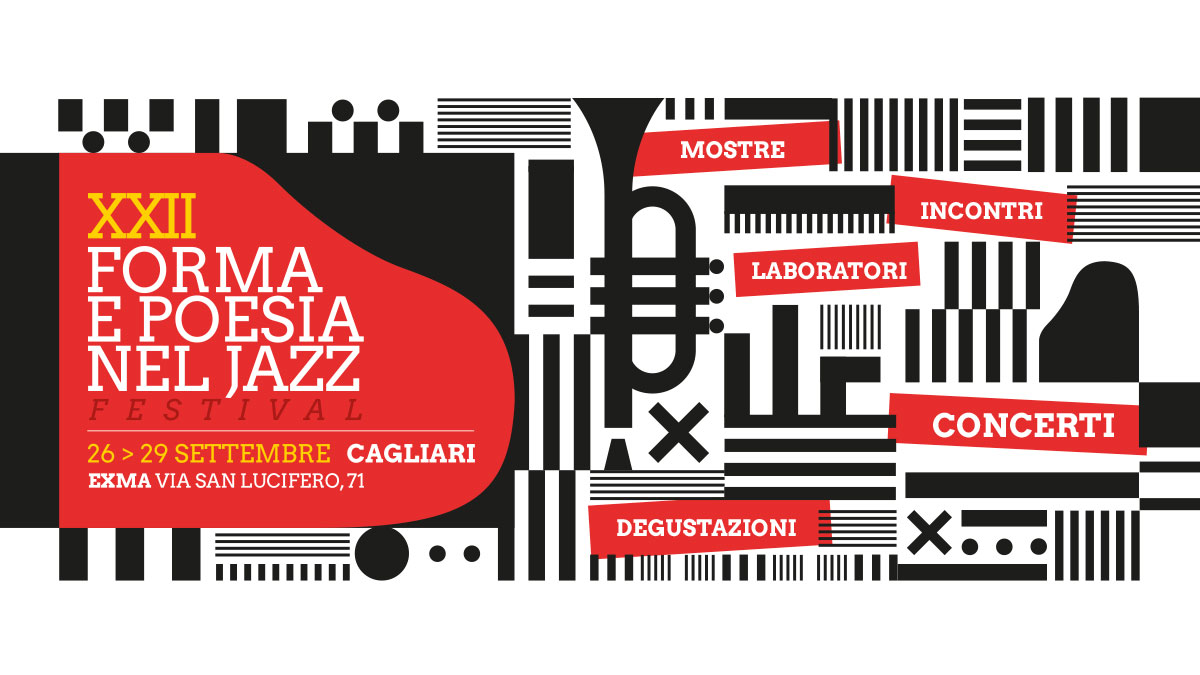 XXII
FORMA
E POESIA
NEL JAZZ
FESTIVAL
26 > 29 SETTEMBRE CAGLIARI
EXMA VIA SAN LUCIFERO, 71
MOSTRE
INCONTRI
LABORATORI
CONCERTI
DEGUSTAZIONI